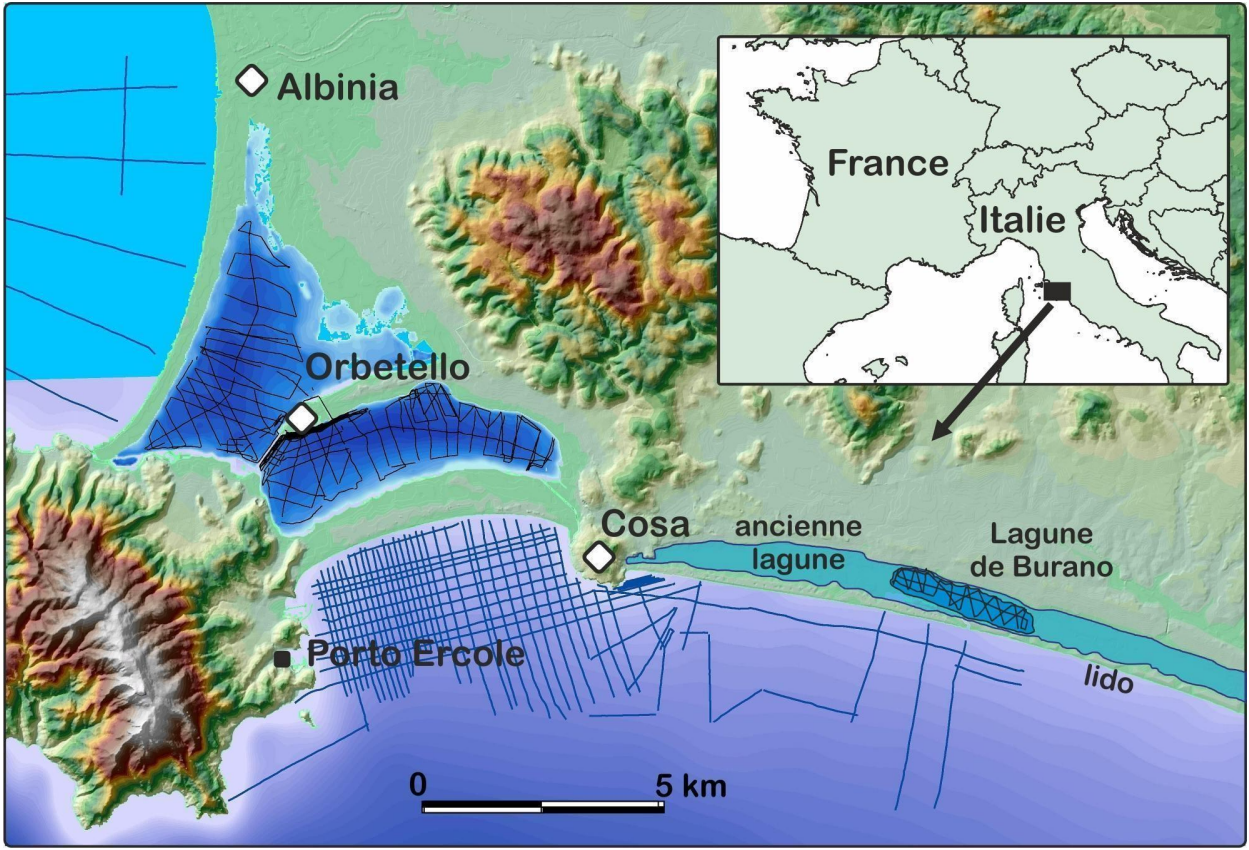 Albinia
France
Italie
Orbetello
Cosa
ancienne
lagune
Lagune
de Burano
Porto Ercole
lido
0
5 km